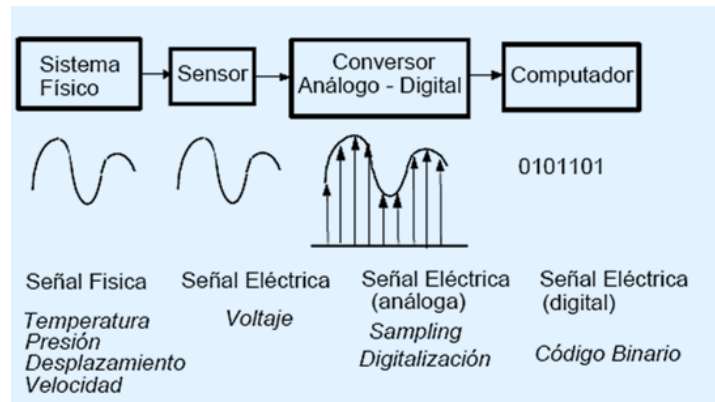 Sistema
Físico
Sensor
Conversor
Análogo - Digital
Computador
0101101
Señal Fisica
Temperatura
Presión
Desplazamiento
Velocidad
Señal Eléctrica
Voltaje
Señal Eléctrica
(análoga)
Sampling
Digitalización
Señal Eléctrica
(digital)
Código Binario